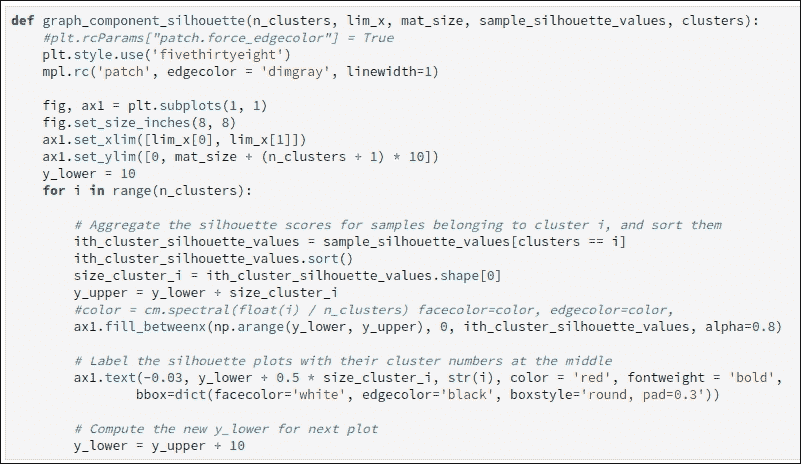 def graph_component_silhouette(n_clusters, lim_x, mat_size, sample_silhouette_values, clusters):
    #plt.rcParams["patch.force_edgecolor"] = True
    plt.style.use('fivethirtyeight')
    mpl.rc('patch', edgecolor = 'dimgray', linewidth=1)

    fig, ax1 = plt.subplots(1, 1)
    fig.set_size_inches(8, 8)
    ax1.set_xlim([lim_x[0], lim_x[1]])
    ax1.set_ylim([0, mat_size + (n_clusters + 1) * 10])
    y_lower = 10
    for i in range(n_clusters):

        # Aggregate the silhouette scores for samples belonging to cluster i, and sort them
        ith_cluster_silhouette_values = sample_silhouette_values[clusters == i]
        ith_cluster_silhouette_values.sort()
        size_cluster_i = ith_cluster_silhouette_values.shape[0]
        y_upper = y_lower + size_cluster_i
        #color = cm.spectral(float(i) / n_clusters) facecolor=color, edgecolor=color,
        ax1.fill_betweenx(np.arange(y_lower, y_upper), 0, ith_cluster_silhouette_values, alpha=0.8)

        # Label the silhouette plots with their cluster numbers at the middle
        ax1.text(-0.03, y_lower + 0.5 * size_cluster_i, str(i), color = 'red', fontweight = 'bold',
                bbox=dict(facecolor='white', edgecolor='black', boxstyle='round, pad=0.3'))

        # Compute the new y_lower for next plot
        y_lower = y_upper + 10